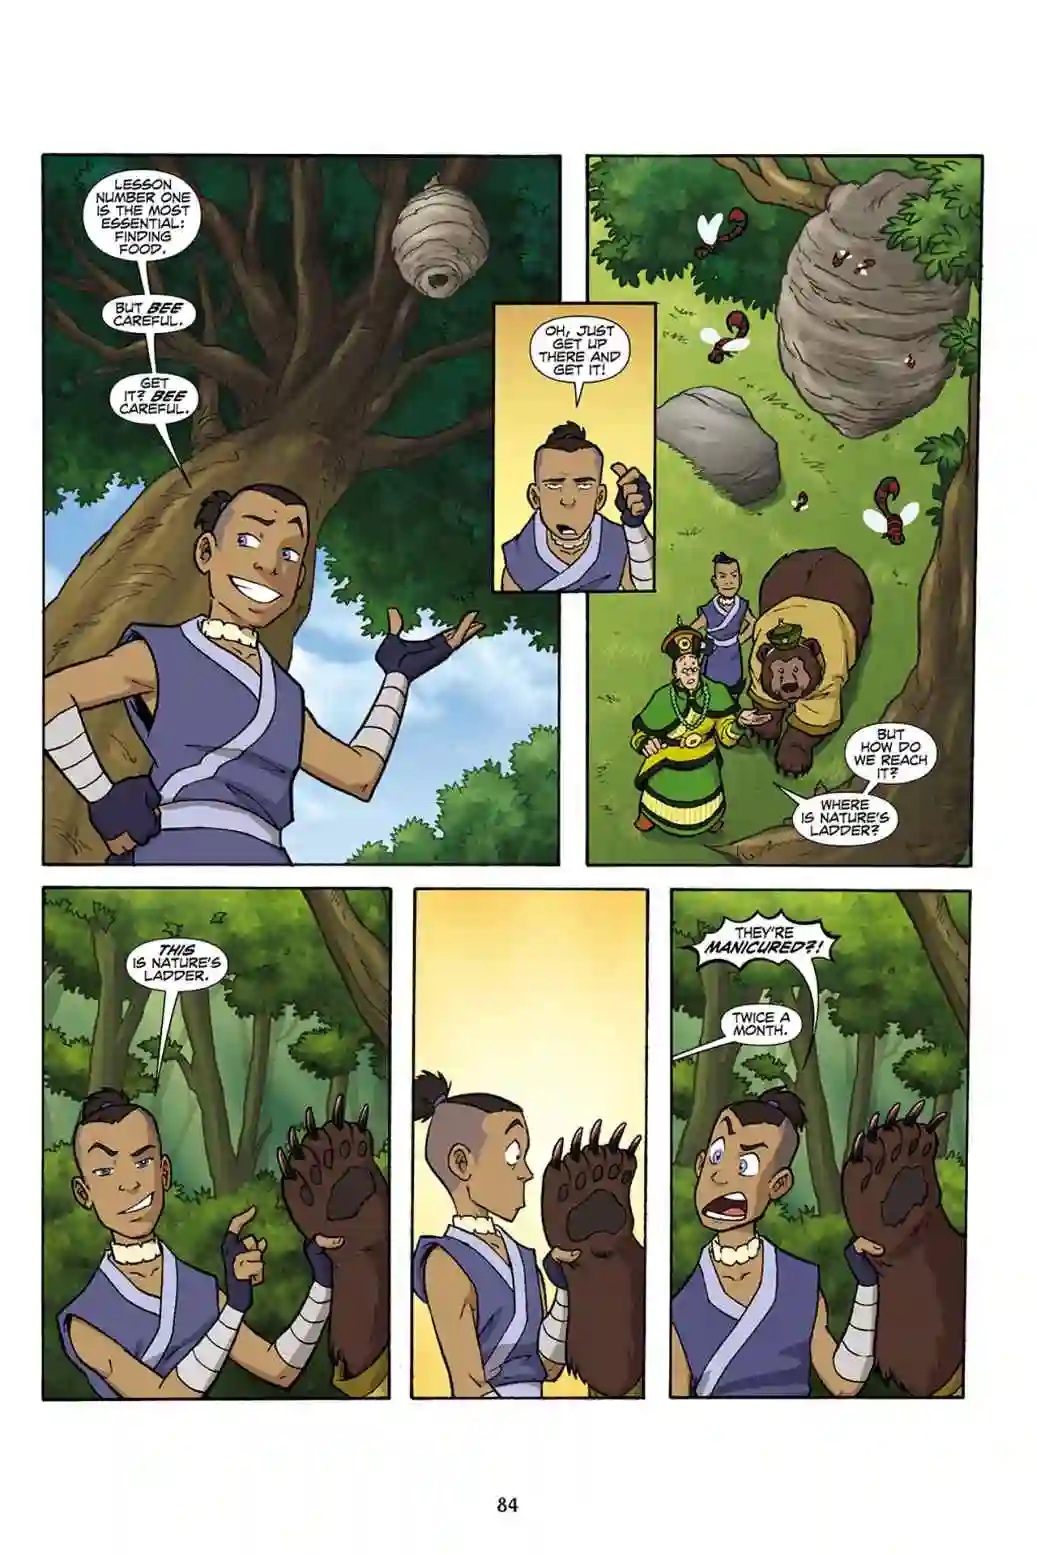 LESSON
NUMBER ONE
IS THE MOST
ESSENTIAL:
FINDING
FOOD.
BUT BEE
CAREFUL.
GET
IT? BEE
CAREFUL.
OH, JUST
GET UP
THERE AND
GET IT!
BUT
HOW DO
WE REACH
IT?
WHERE
IS NATURE'S
LADDER?
THIS
IS NATURE'S
LADDER.
THEY'RE
MANICURED?!
TWICE A
MONTH.
84